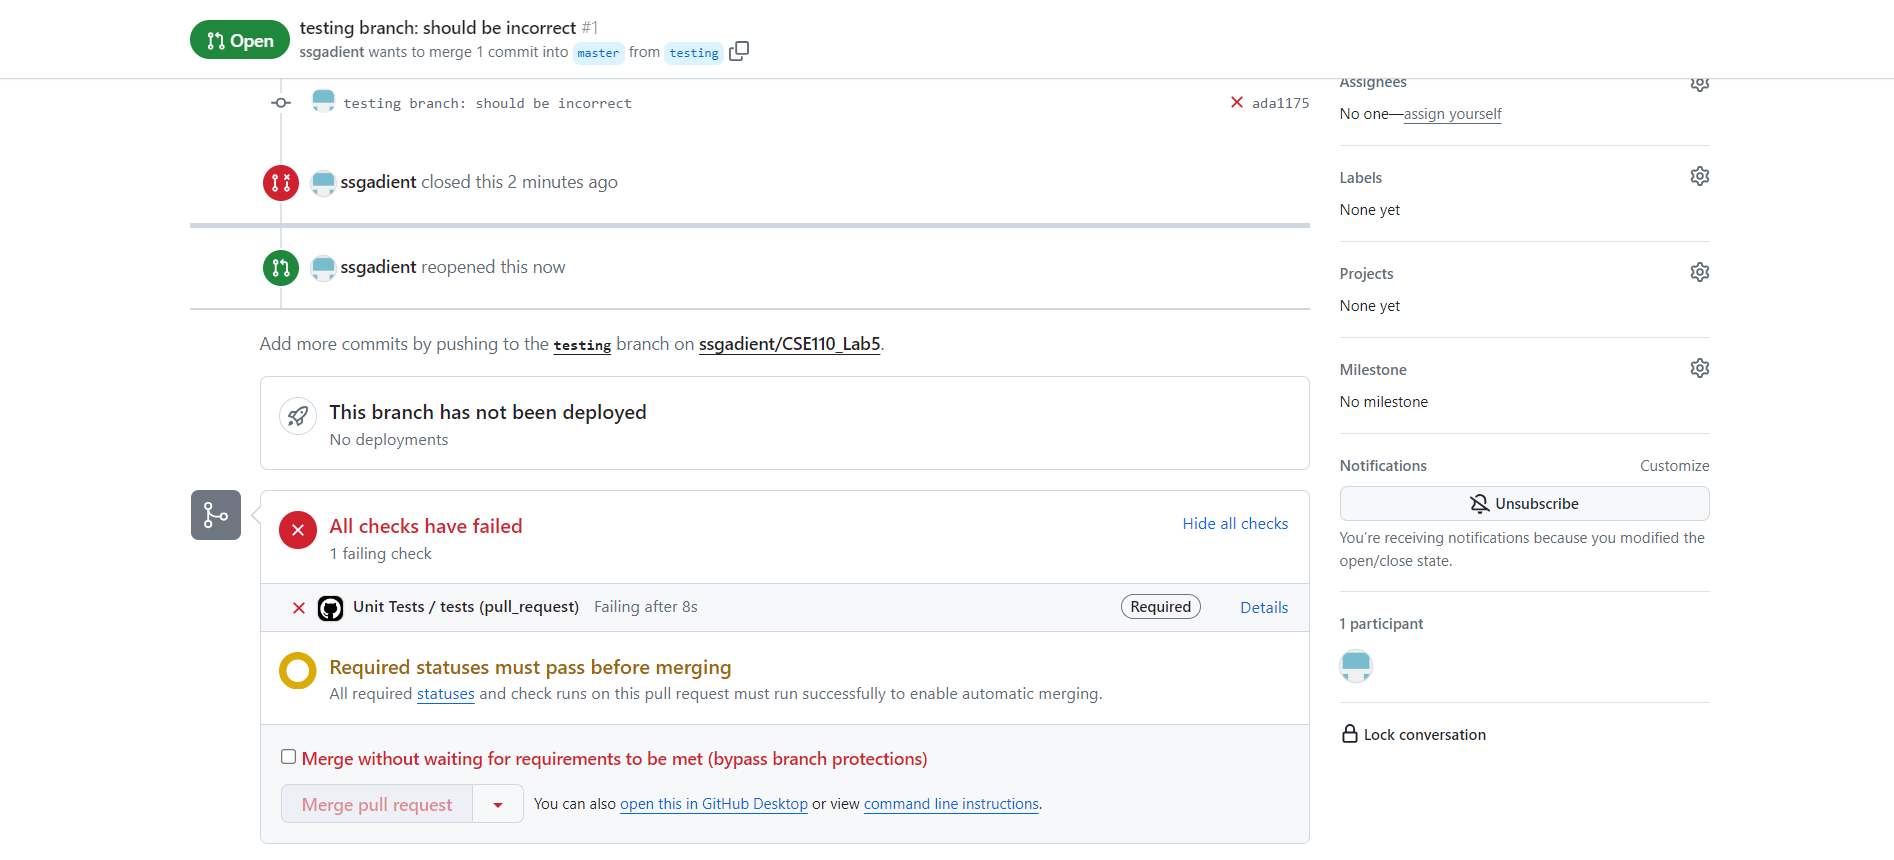 Open
testing branch: should be incorrect #1
ssgadient wants to merge 1 commit into master from testing
testing branch: should be incorrect ada1175
ssgadient closed this 2 minutes ago
ssgadient reopened this now
Add more commits by pushing to the testing branch on ssgadient/CSE110_Lab5.
This branch has not been deployed
No deployments
All checks have failed
Hide all checks
1 failing check
Unit Tests / tests (pull_request) Failing after 8s Required Details
Required statuses must pass before merging
All required statuses and check runs on this pull request must run successfully to enable automatic merging.
Merge without waiting for requirements to be met (bypass branch protections)
Merge pull request
You can also open this in GitHub Desktop or view command line instructions.
Assignees
No one—assign yourself
Labels
None yet
Projects
None yet
Milestone
No milestone
Notifications Customize
Unsubscribe
You're receiving notifications because you modified the
open/close state.
1 participant
Lock conversation